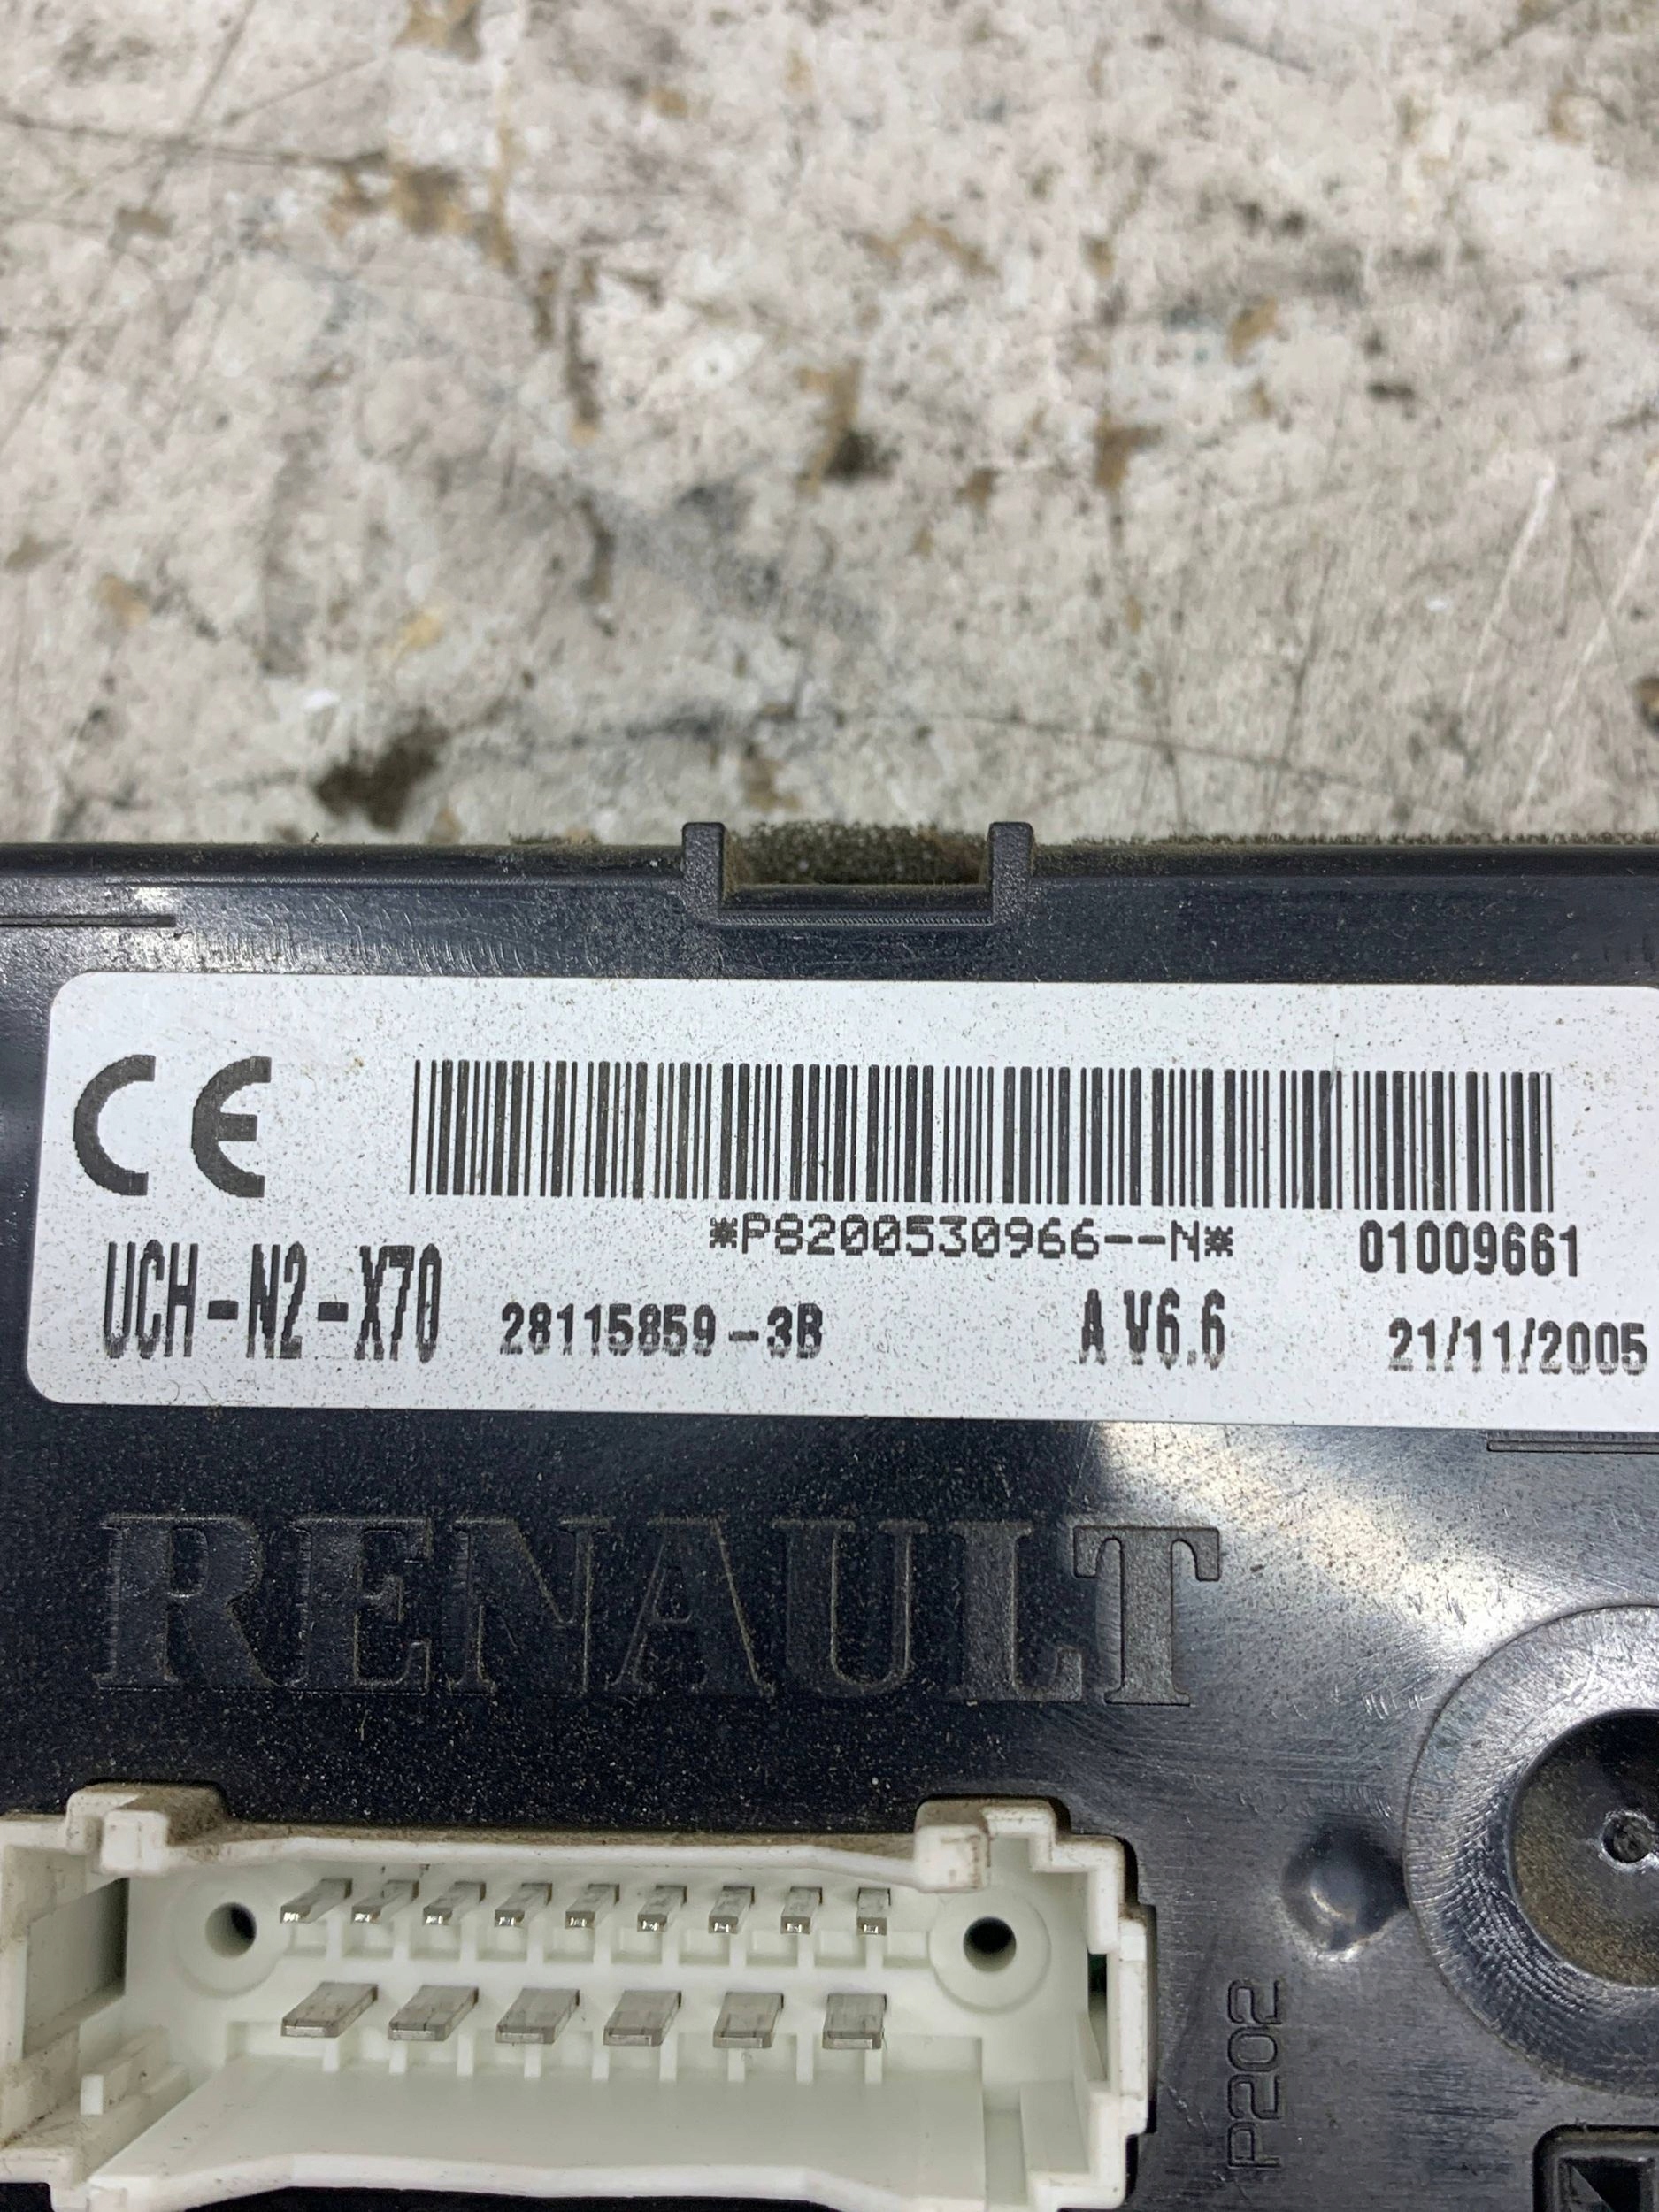 CE
*P8200530966--N* 01009661
UCH-N2-X70 28115859-3B A V6.6 21/11/2005
RENAULT
P202